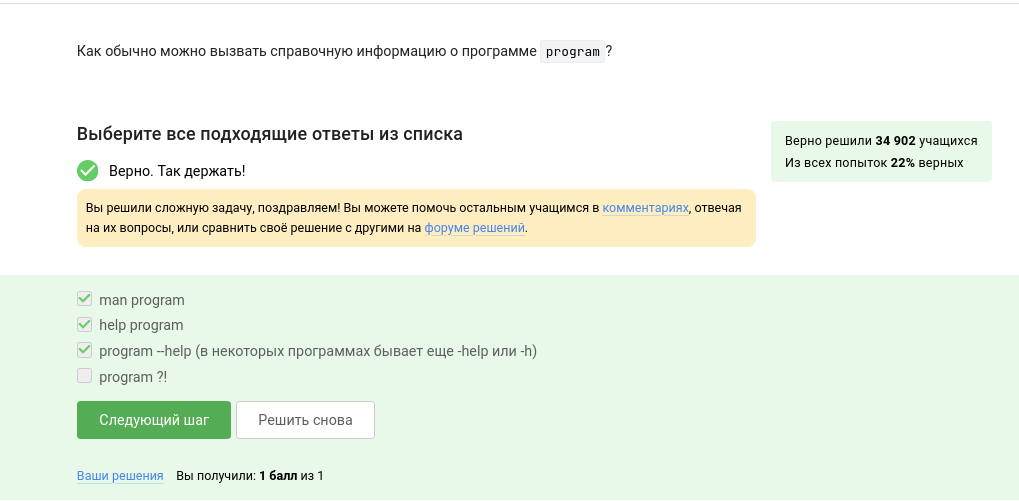 Как обычно можно вызвать справочную информацию о программе program ?
Выберите все подходящие ответы из списка
Верно. Так держать!
Верно решили 34 902 учащихся
Из всех попыток 22% верных
Вы решили сложную задачу, поздравляем! Вы можете помочь остальным учащимся в комментариях, отвечая
на их вопросы, или сравнить своё решение с другими на форуме решений.
man program
help program
program --help (в некоторых программах бывает еще -help или -h)
program ?!
Следующий шаг
Решить снова
Ваши решения Вы получили: 1 балл из 1